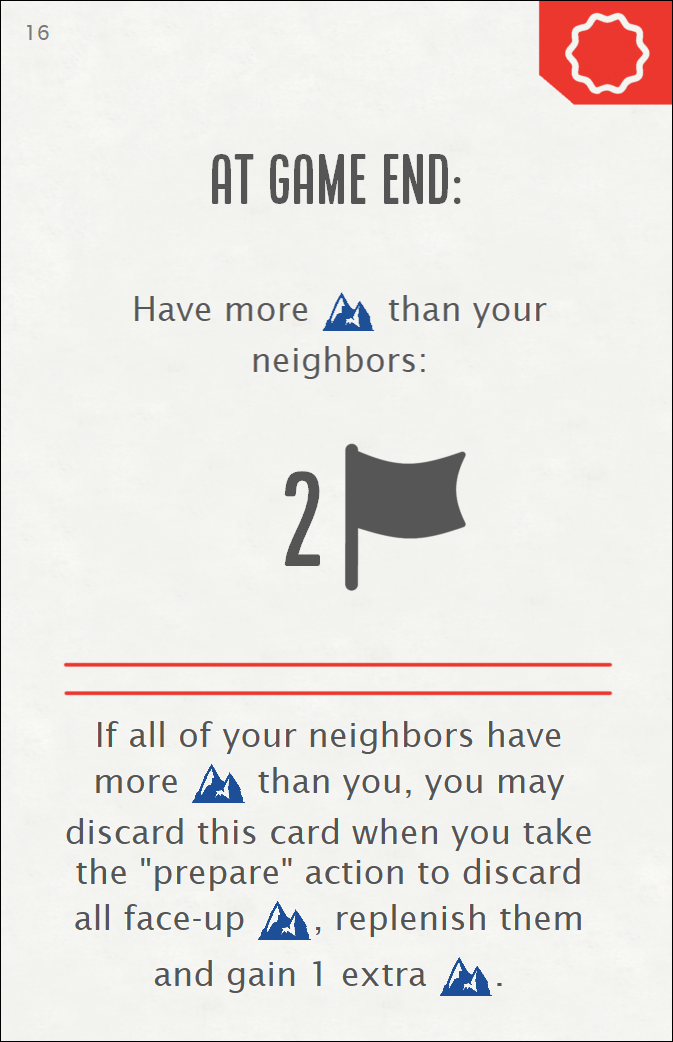 16
AT GAME END:
Have more than your
neighbors:
2
If all of your neighbors have
more than you, you may
discard this card when you take
the "prepare" action to discard
all face-up , replenish them
and gain 1 extra .